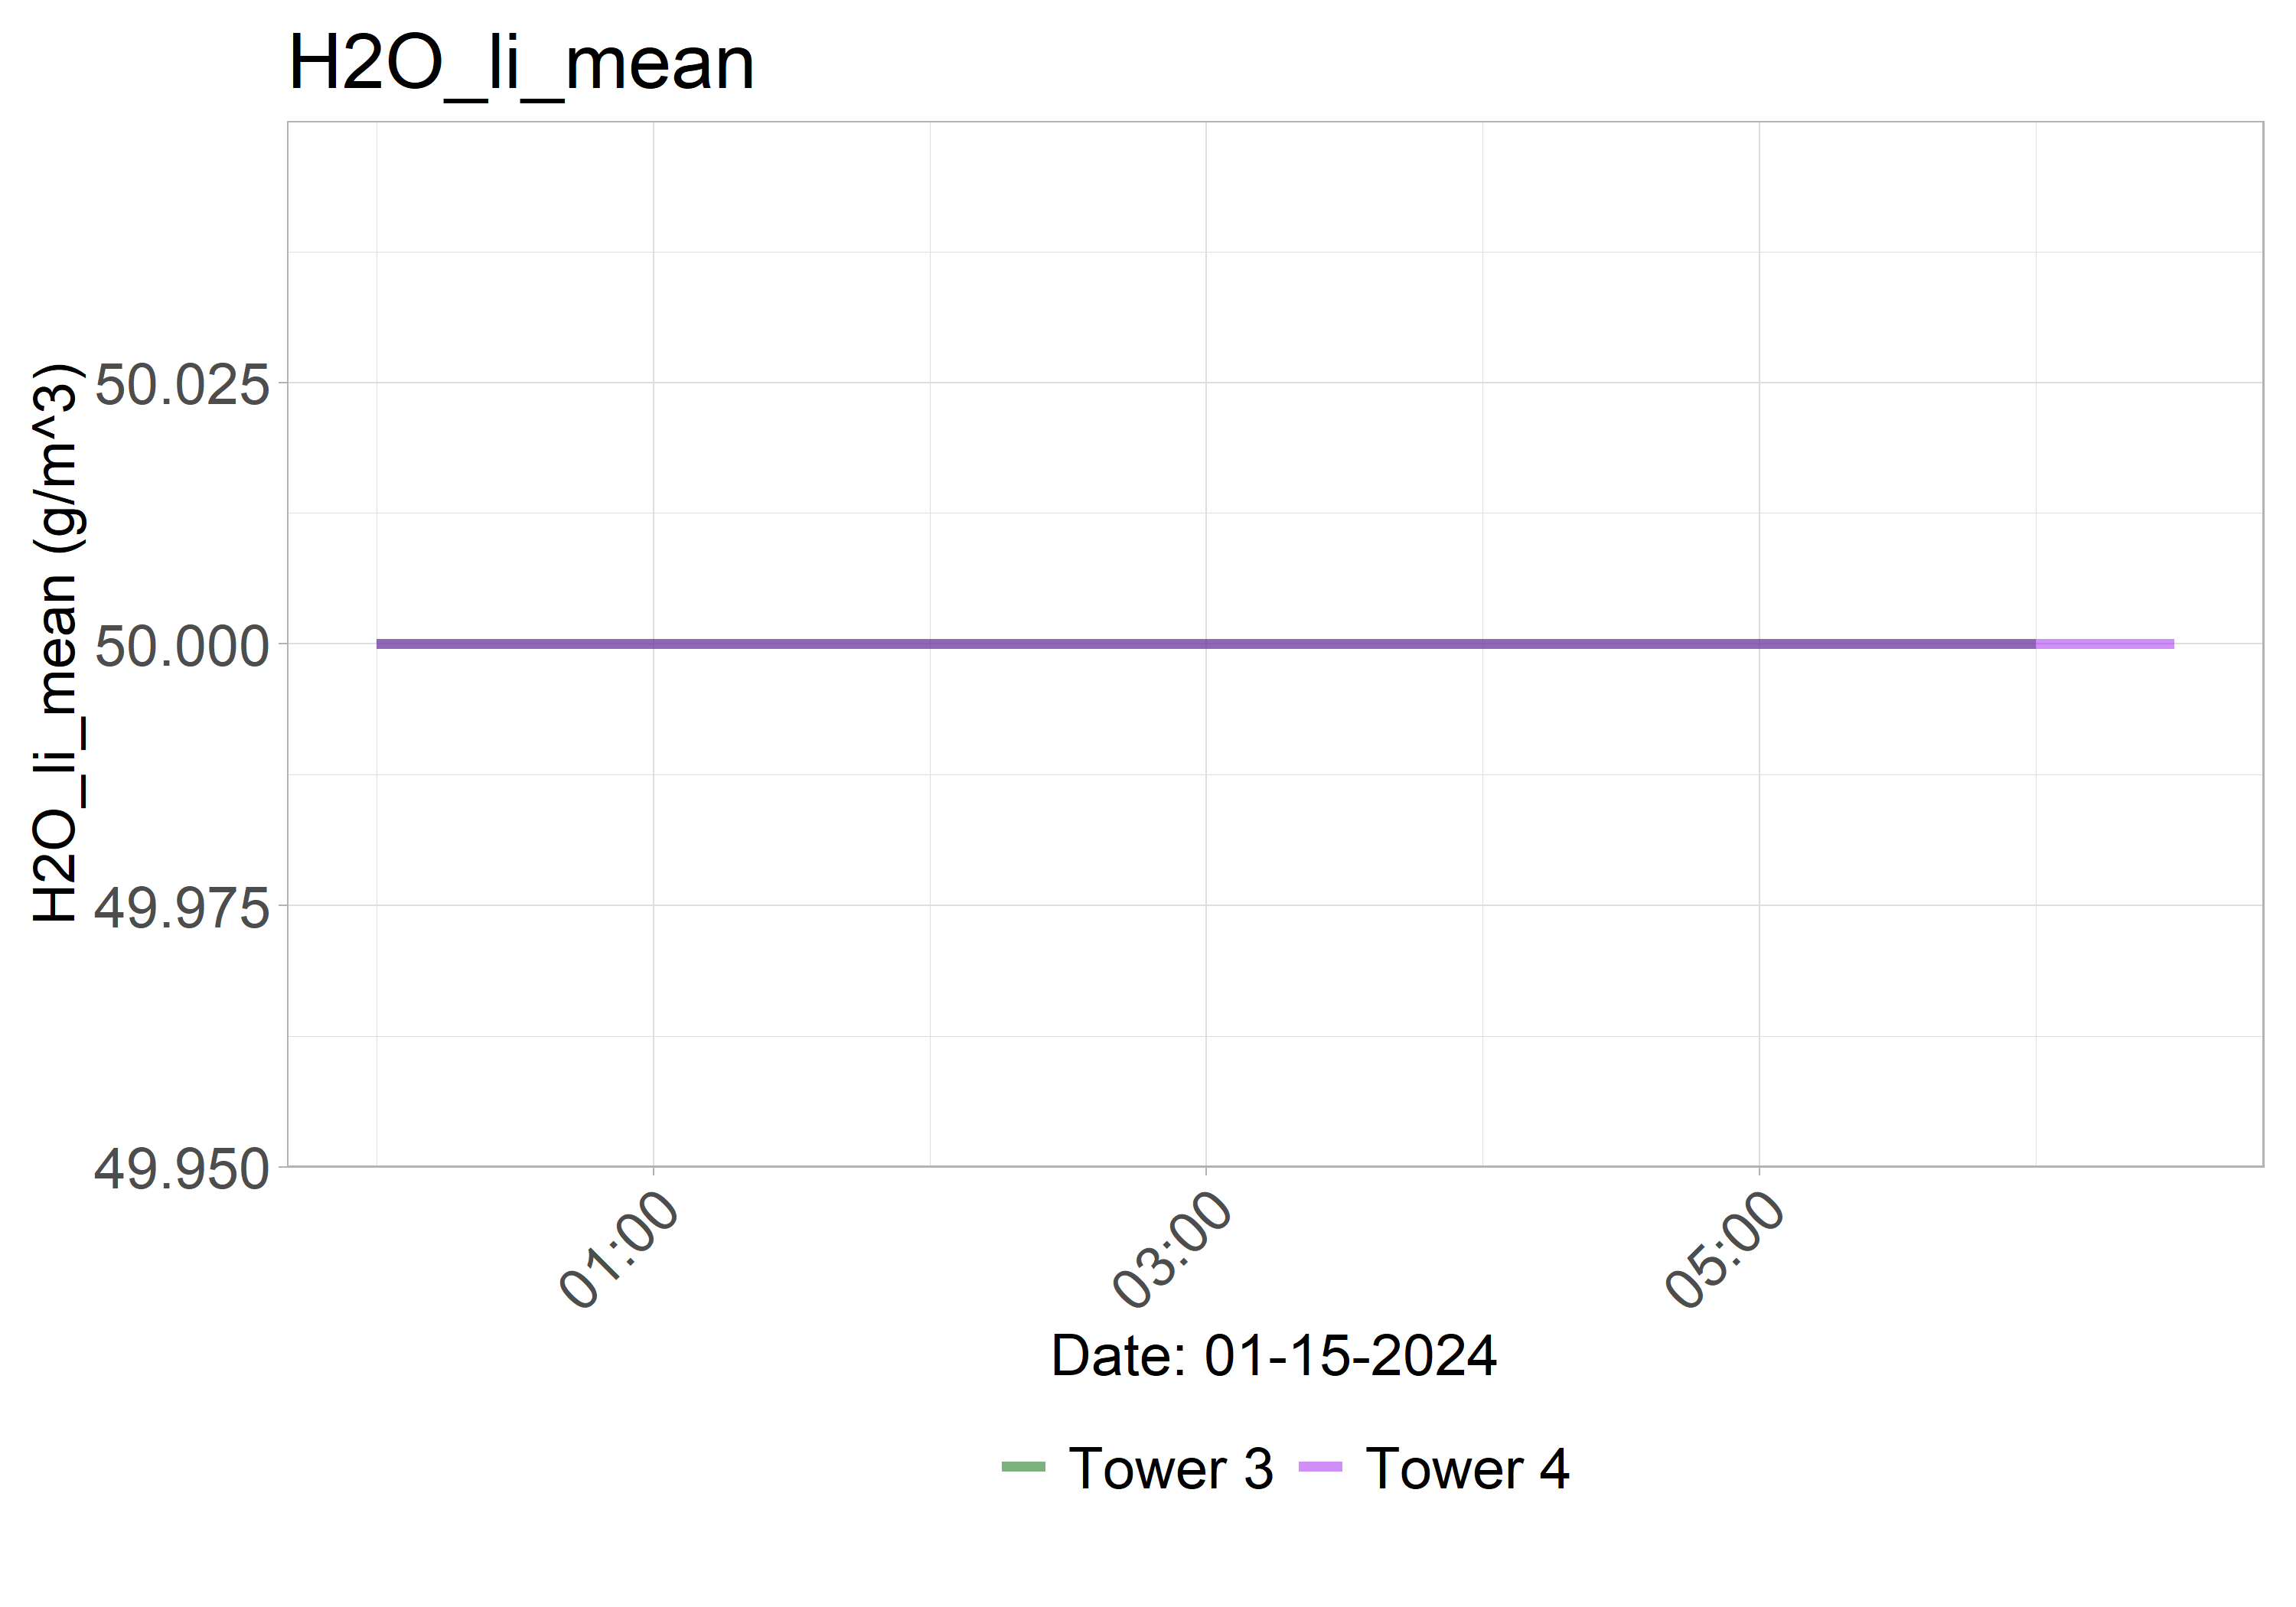 H2O_li_mean
H2O_li_mean (g/m^3)
50.025
50.000
49.975
49.950
01:00
03:00
05:00
Date: 01-15-2024
Tower 3
Tower 4